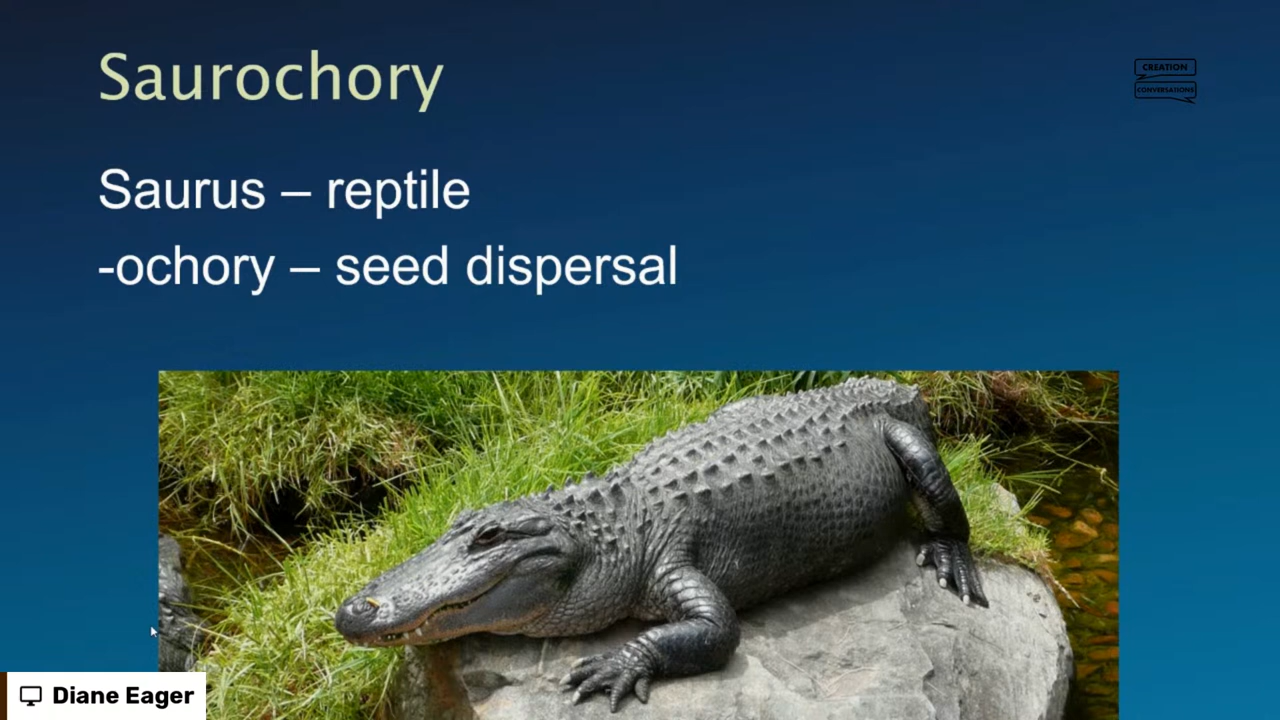 Saurochory
CREATION
CONVERSATIONS
Saurus – reptile
-ochory – seed dispersal
Diane Eager